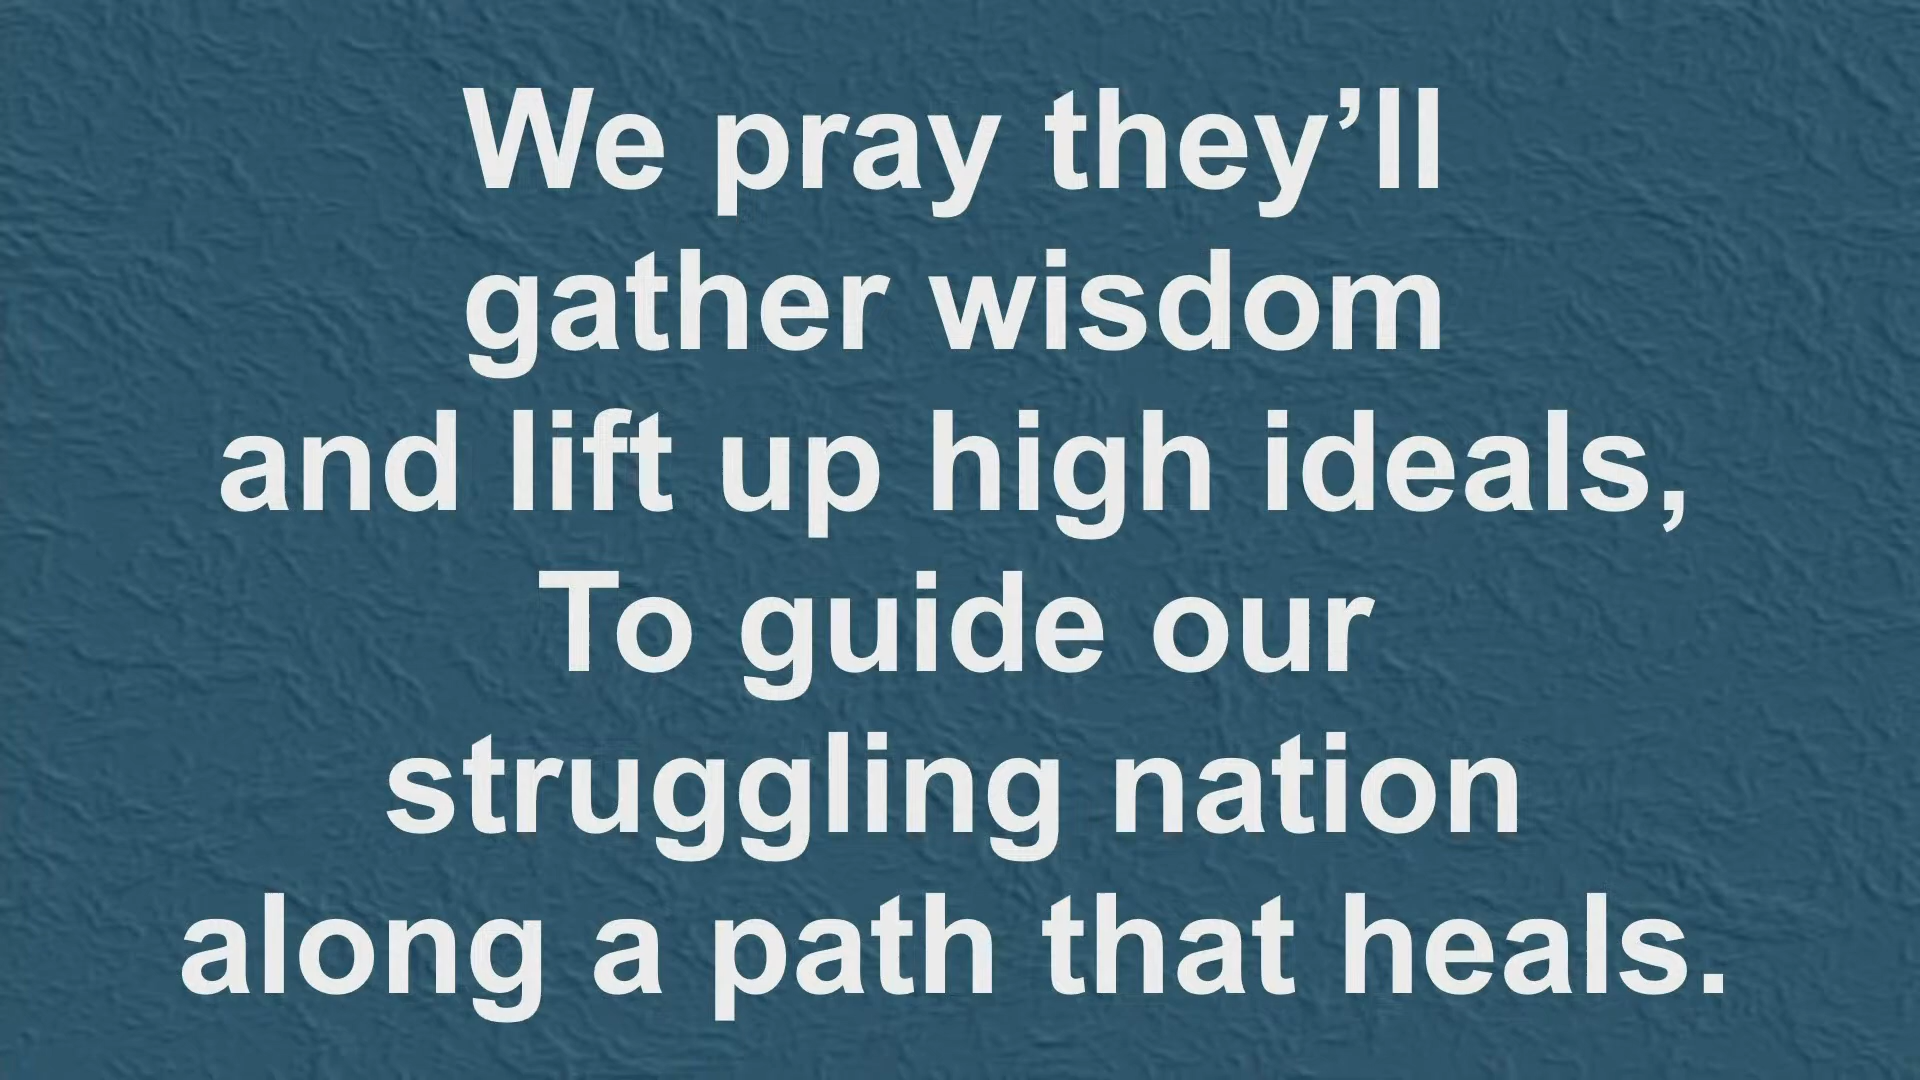 We pray they’ll
gather wisdom
and lift up high ideals,
To guide our
struggling nation
along a path that heals.